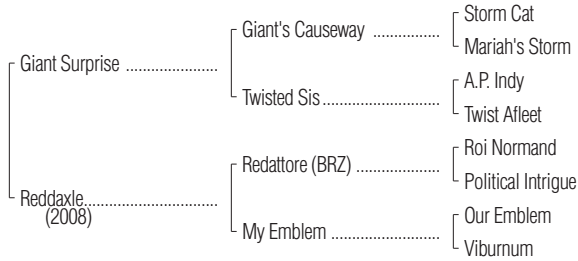 Storm Cat
Giant's Causeway ..................
Mariah's Storm
Giant Surprise .........................
A.P. Indy
Twisted Sis................................
Twist Afleet
Roi Normand
Redattore (BRZ) .......................
Political Intrigue
Reddaxle....................................
(2008)
Our Emblem
My Emblem ..............................
Viburnum